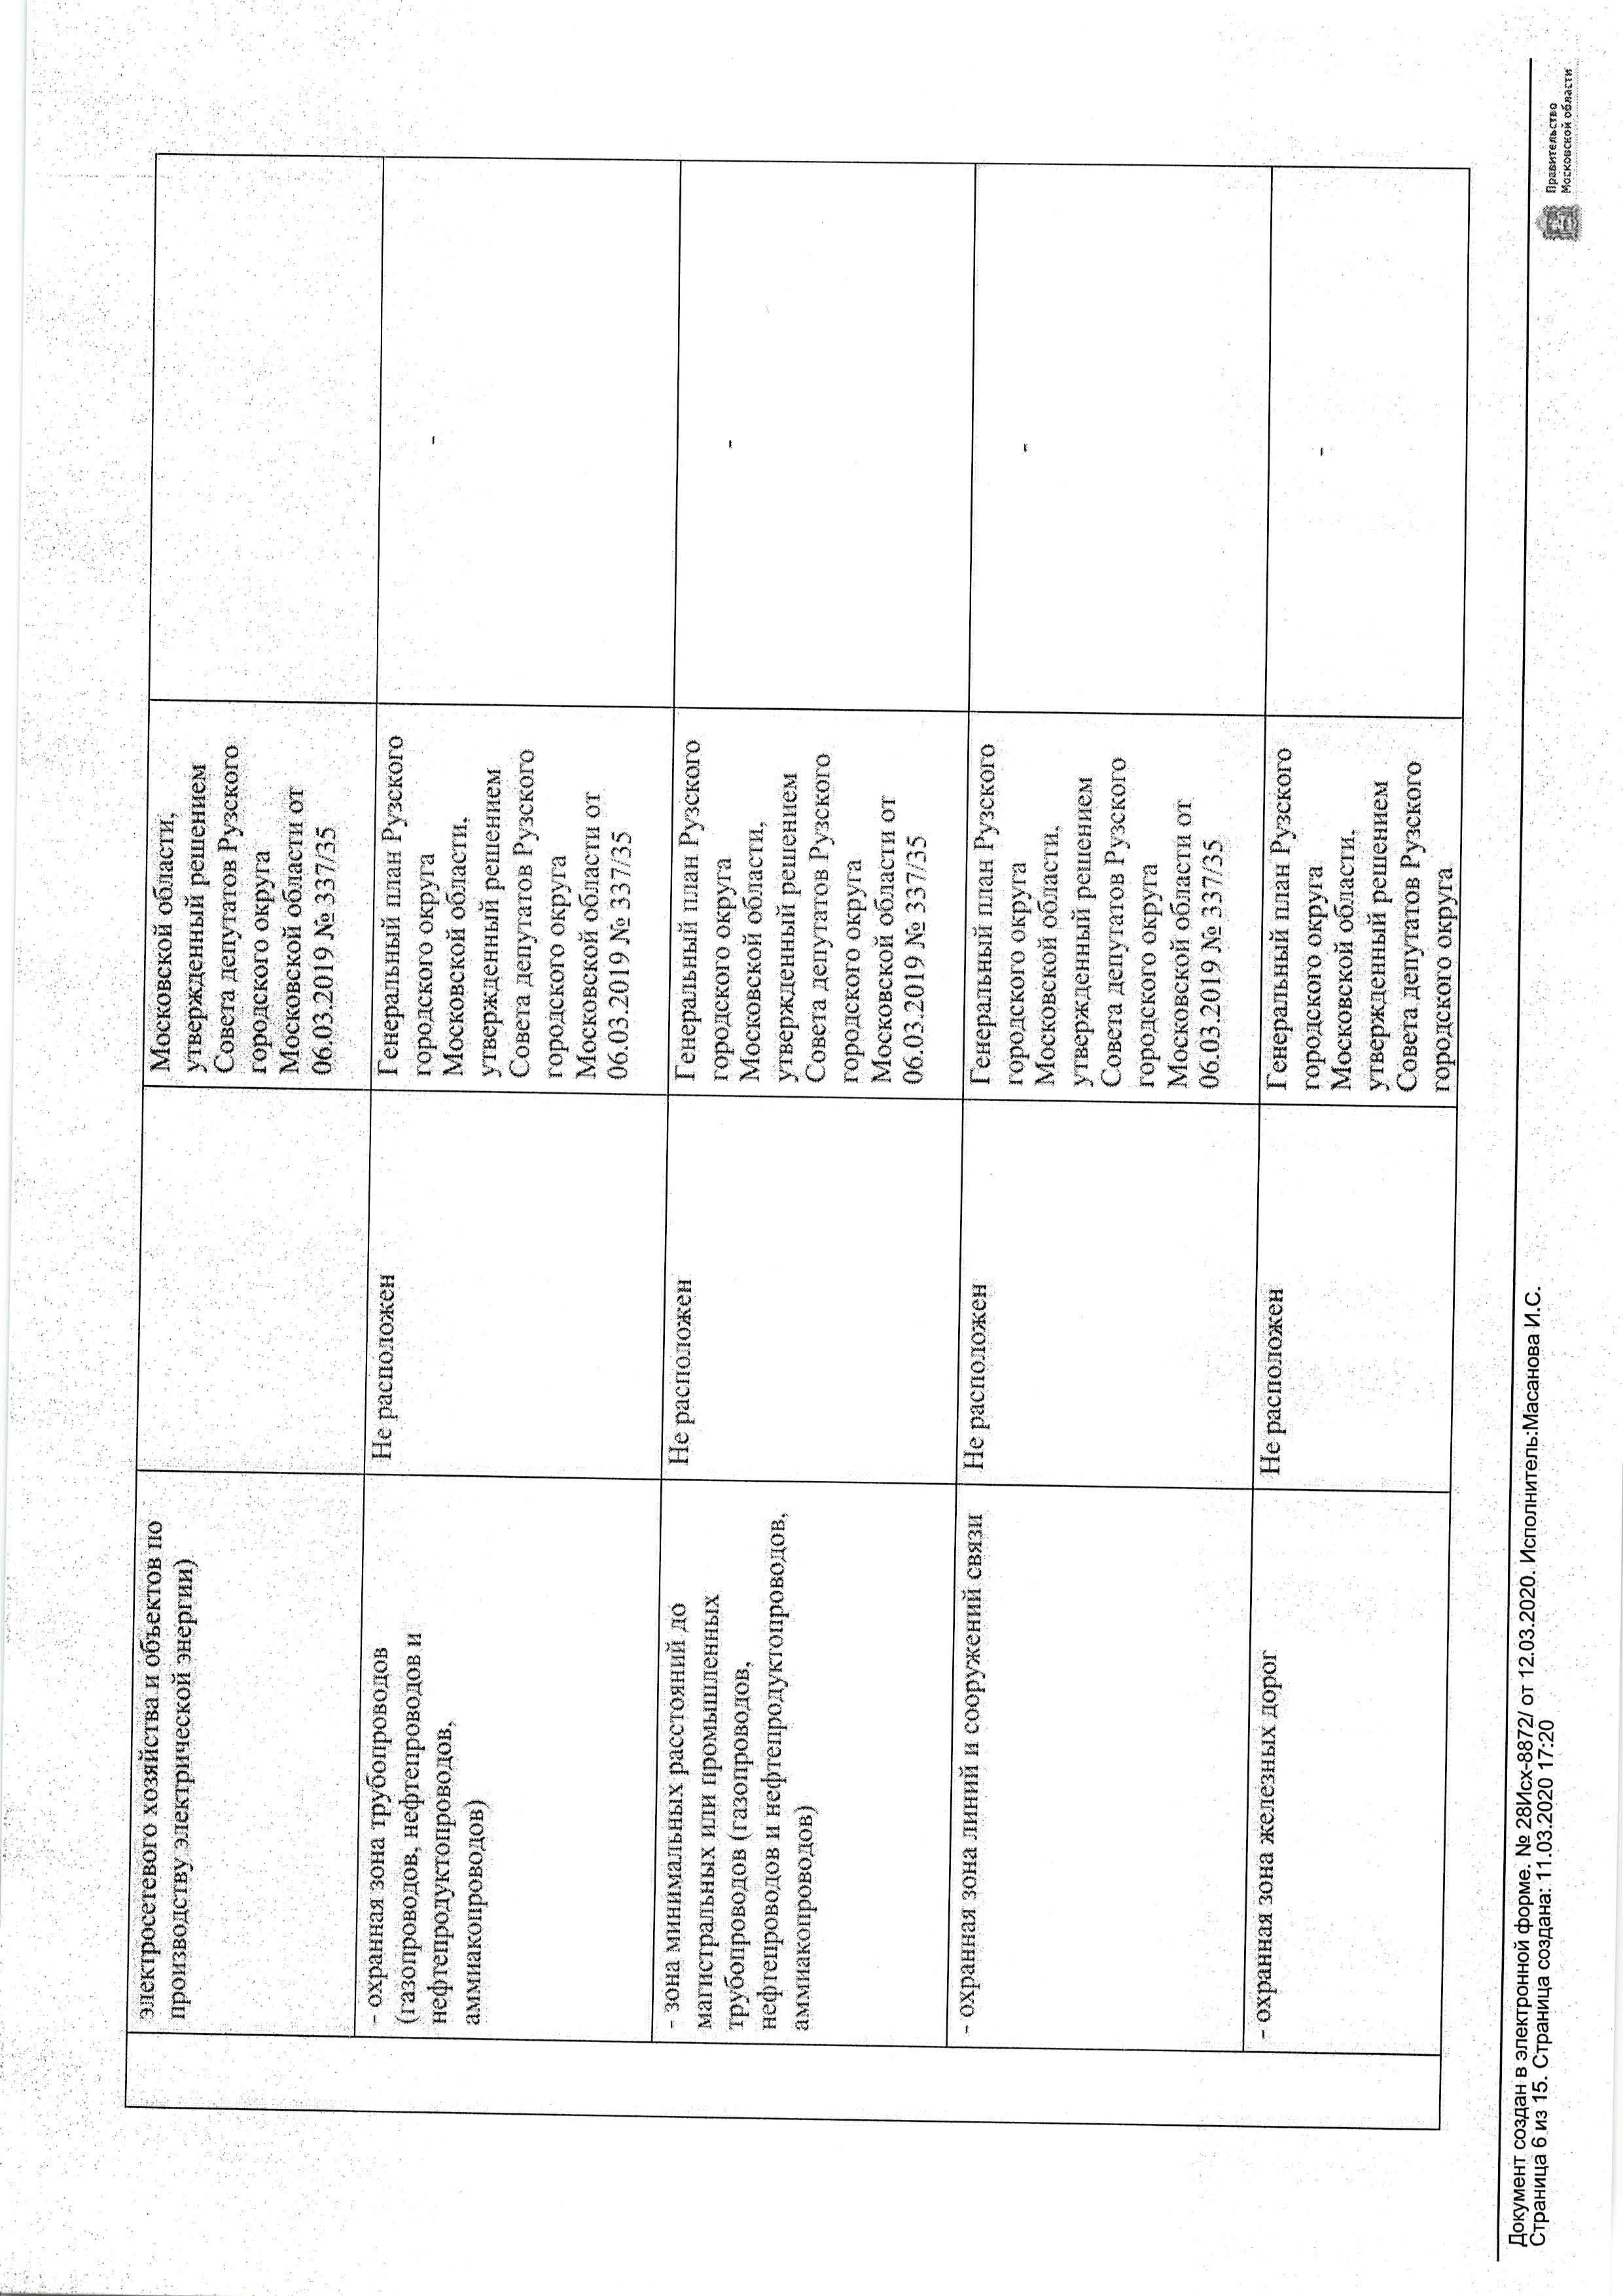 электросетевого хозяйства и объектов по
производству электрической энергии)
Московской области,
утвержденный решением
Совета депутатов Рузского
городского округа
Московской области от
06.03.2019 № 337/35
- охранная зона трубопроводов
(газопроводов, нефтепроводов и
нефтепродуктопроводов,
аммиакопроводов)
Не расположен
Генеральный план Рузского
городского округа
Московской области,
утвержденный решением
Совета депутатов Рузского
городского округа
Московской области от
06.03.2019 № 337/35
-
- зона минимальных расстояний до
магистральных или промышленных
трубопроводов (газопроводов,
нефтепроводов и нефтепродуктопроводов,
аммиакопроводов)
Не расположен
Генеральный план Рузского
городского округа
Московской области,
утвержденный решением
Совета депутатов Рузского
городского округа
Московской области от
06.03.2019 № 337/35
-
- охранная зона линий и сооружений связи
Не расположен
Генеральный план Рузского
городского округа
Московской области,
утвержденный решением
Совета депутатов Рузского
городского округа
Московской области от
06.03.2019 № 337/35
-
- охранная зона железных дорог
Не расположен
Генеральный план Рузского
городского округа
Московской области,
утвержденный решением
Совета депутатов Рузского
городского округа
-
Документ создан в электронной форме. № 28Исх-8872/ от 12.03.2020. Исполнитель:Масанова И.С.
Страница 6 из 15. Страница создана: 11.03.2020 17:20
Правительство
Московской области